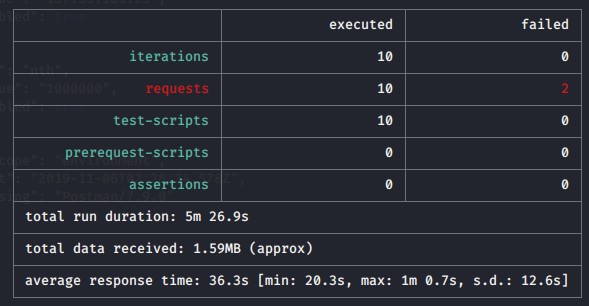 executed failed
iterations 10 0
requests 10 2
test-scripts 10 0
prerequest-scripts 0 0
assertions 0 0
total run duration: 5m 26.9s
total data received: 1.59MB (approx)
average response time: 36.3s [min: 20.3s, max: 1m 0.7s, s.d.: 12.6s]